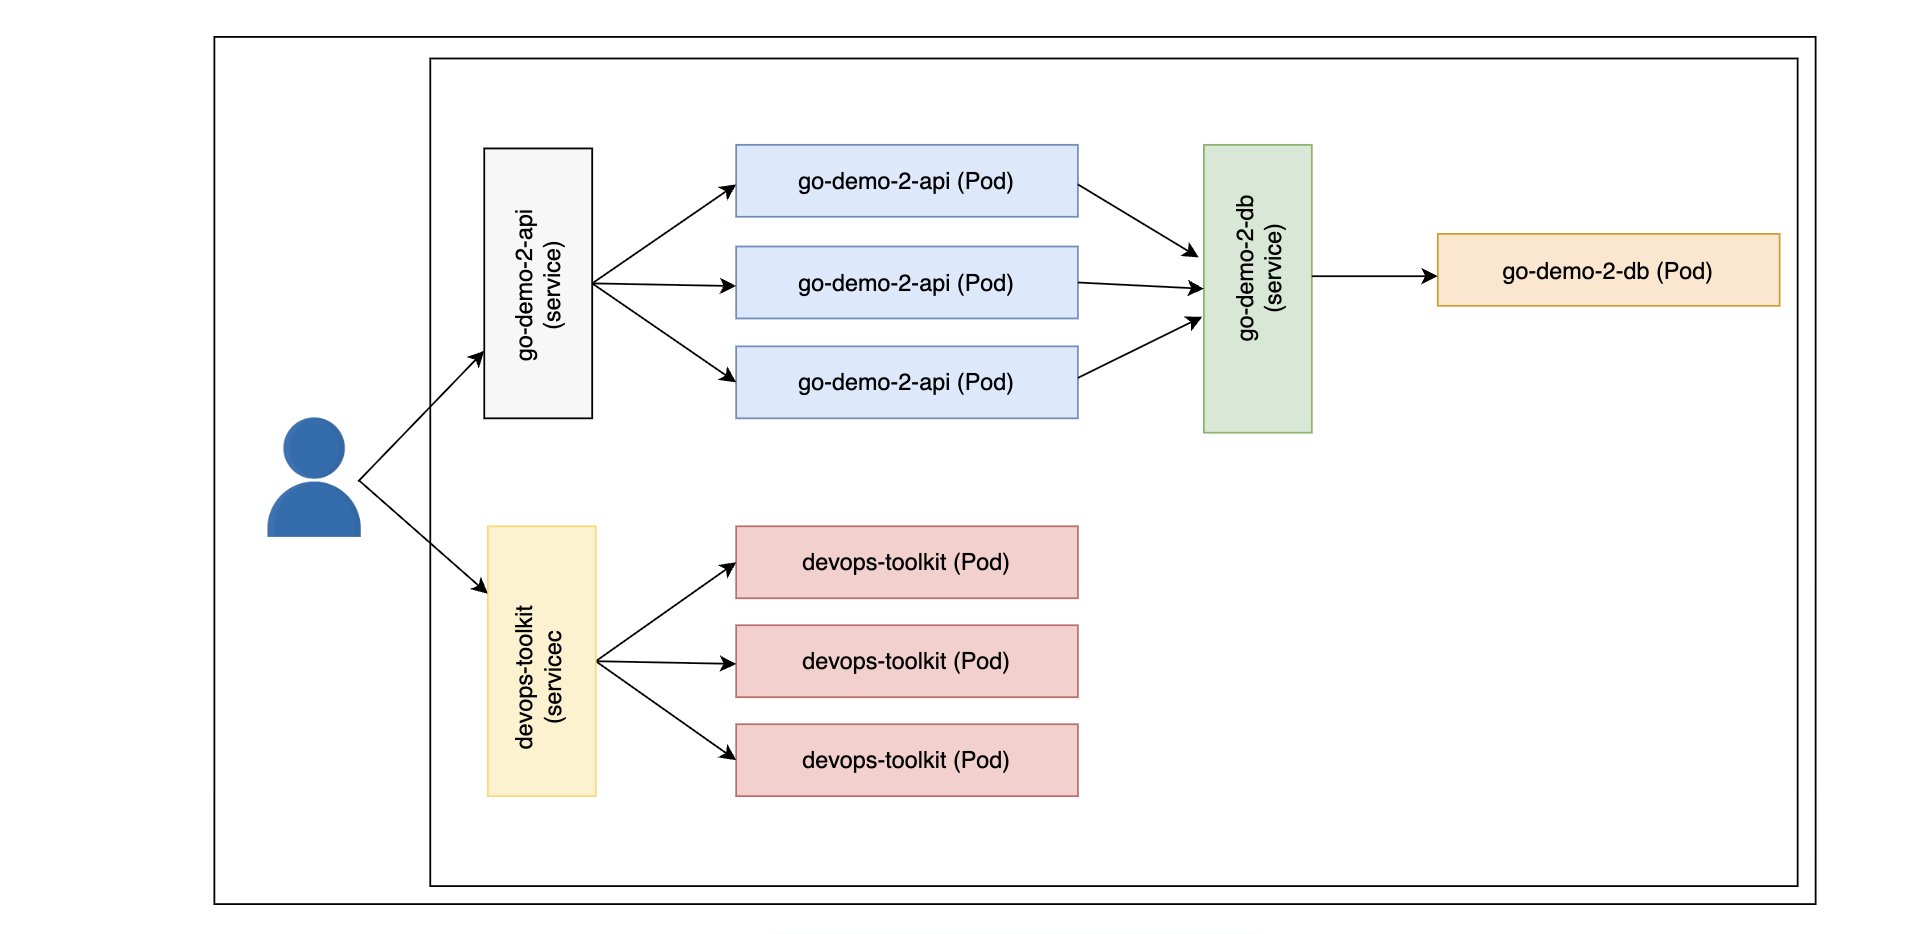 go-demo-2-api
(service)
go-demo-2-api (Pod)
go-demo-2-api (Pod)
go-demo-2-api (Pod)
go-demo-2-db
(service)
go-demo-2-db (Pod)
devops-toolkit
(servicec
devops-toolkit (Pod)
devops-toolkit (Pod)
devops-toolkit (Pod)